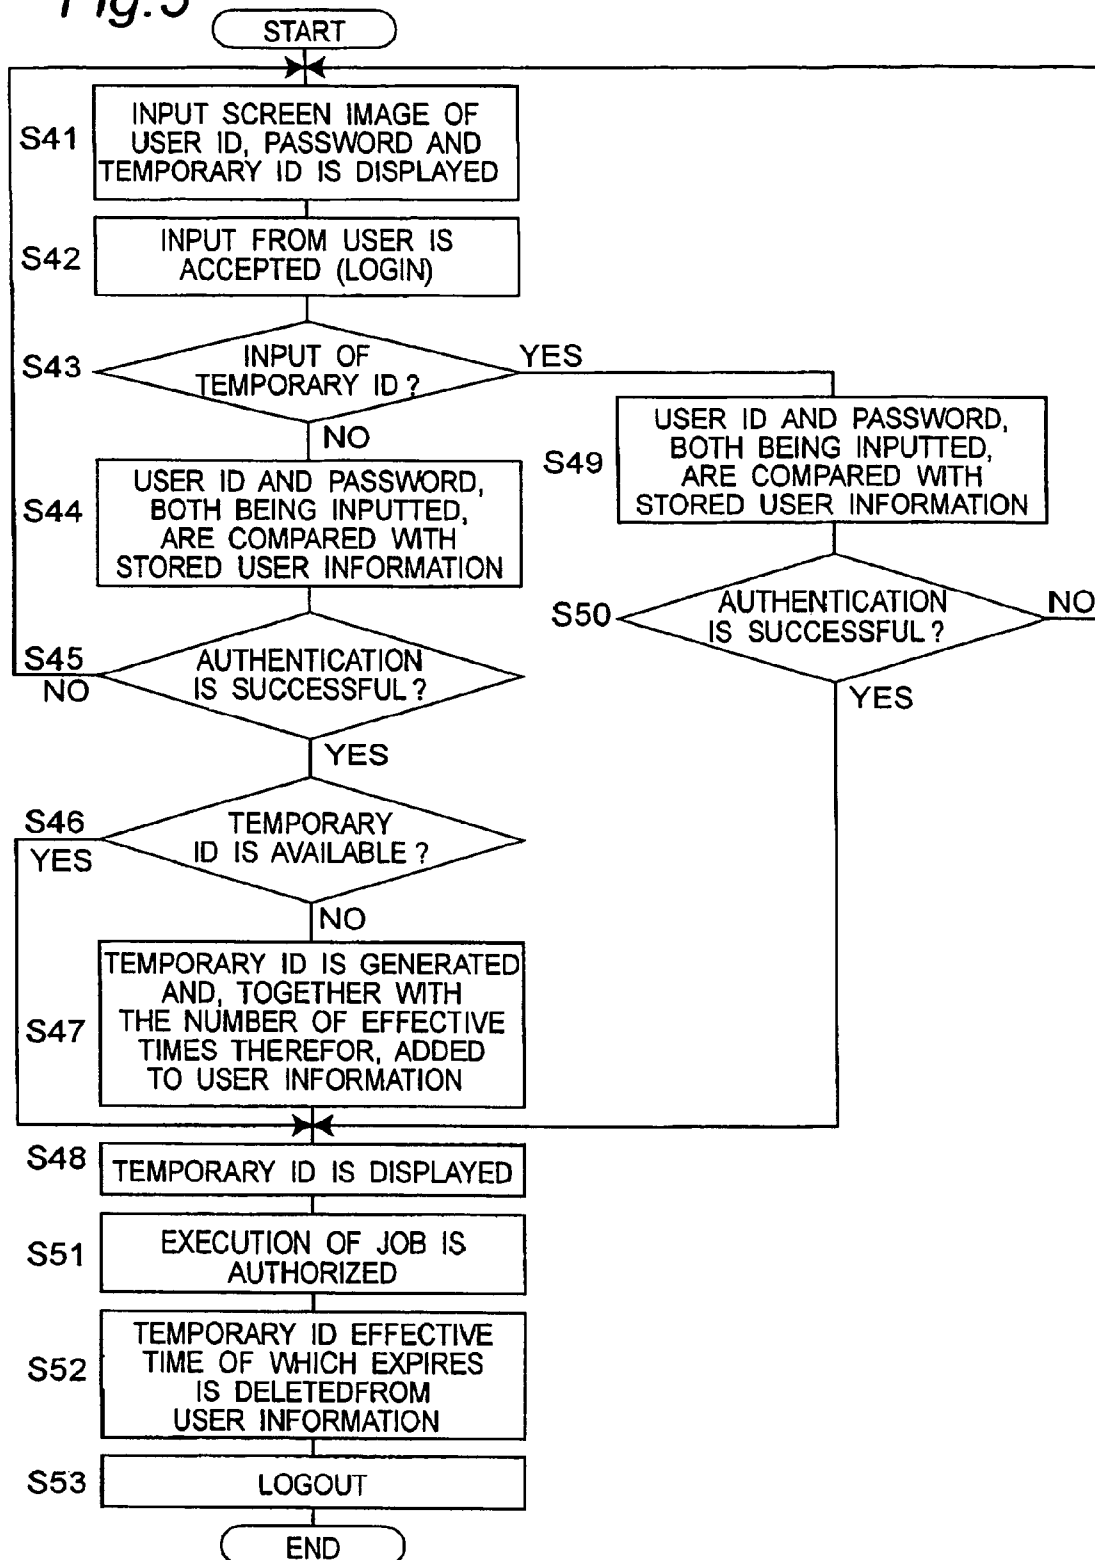 Fig.5
START
S41
INPUT SCREEN IMAGE OF
USER ID, PASSWORD AND
TEMPORARY ID IS DISPLAYED
S42
INPUT FROM USER IS
ACCEPTED (LOGIN)
S43
INPUT OF
TEMPORARY ID?
YES
NO
S44
USER ID AND PASSWORD,
BOTH BEING INPUTTED,
ARE COMPARED WITH
STORED USER INFORMATION
S49
USER ID AND PASSWORD,
BOTH BEING INPUTTED,
ARE COMPARED WITH
STORED USER INFORMATION
S50
AUTHENTICATION
IS SUCCESSFUL?
NO
YES
S45
NO
AUTHENTICATION
IS SUCCESSFUL?
YES
S46
YES
TEMPORARY
ID IS AVAILABLE?
NO
S47
TEMPORARY ID IS GENERATED
AND, TOGETHER WITH
THE NUMBER OF EFFECTIVE
TIMES THEREFOR, ADDED
TO USER INFORMATION
S48
TEMPORARY ID IS DISPLAYED
S51
EXECUTION OF JOB IS
AUTHORIZED
S52
TEMPORARY ID EFFECTIVE
TIME OF WHICH EXPIRES
IS DELETEDFROM
USER INFORMATION
S53
LOGOUT
END